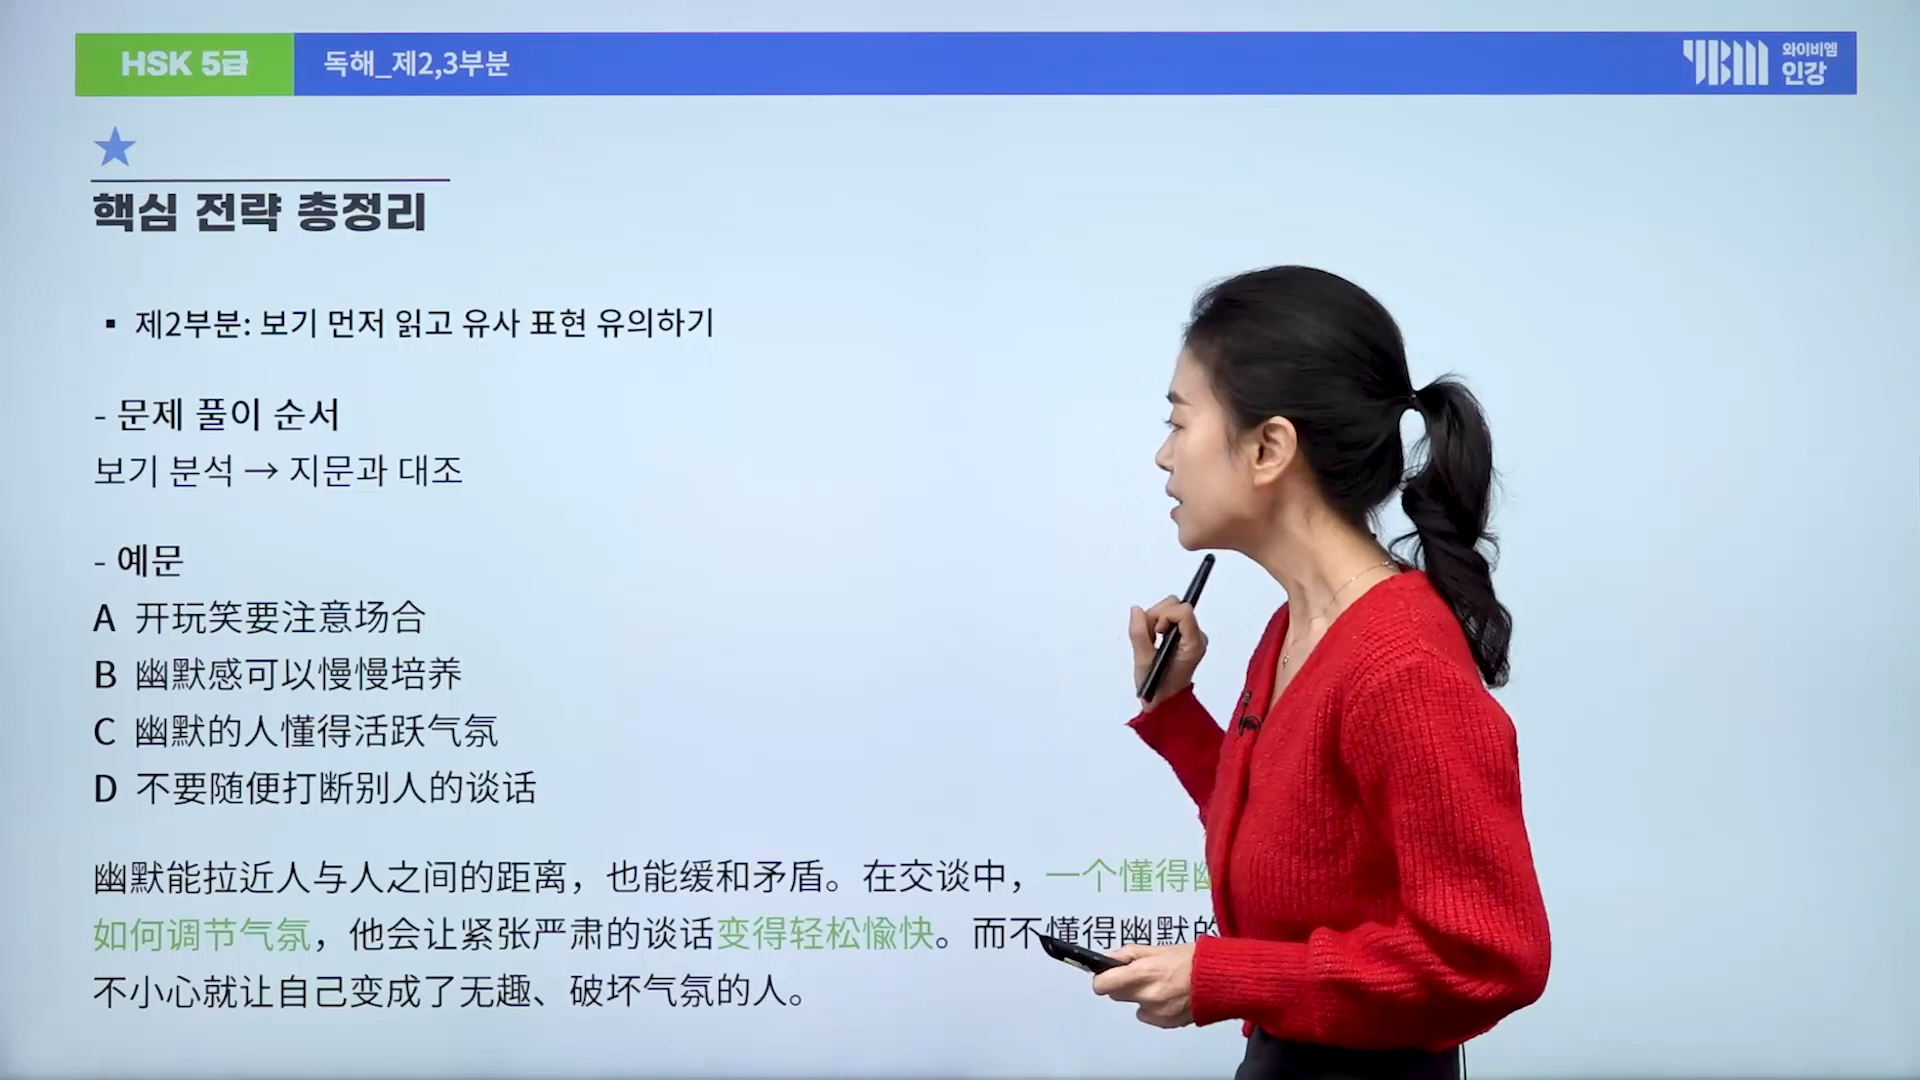 HSK 5급
독해_제2,3부분
YBM 와이비엠
인강
핵심 전략 총정리
▪ 제2부분: 보기 먼저 읽고 유사 표현 유의하기
- 문제 풀이 순서
보기 분석 → 지문과 대조
- 예문
A 开玩笑要注意场合
B 幽默感可以慢慢培养
C 幽默的人懂得活跃气氛
D 不要随便打断别人的谈话
幽默能拉近人与人之间的距离，也能缓和矛盾。在交谈中，一个懂得
如何调节气氛，他会让紧张严肃的谈话变得轻松愉快。而不懂得幽默的
不小心就让自己变成了无趣、破坏气氛的人。